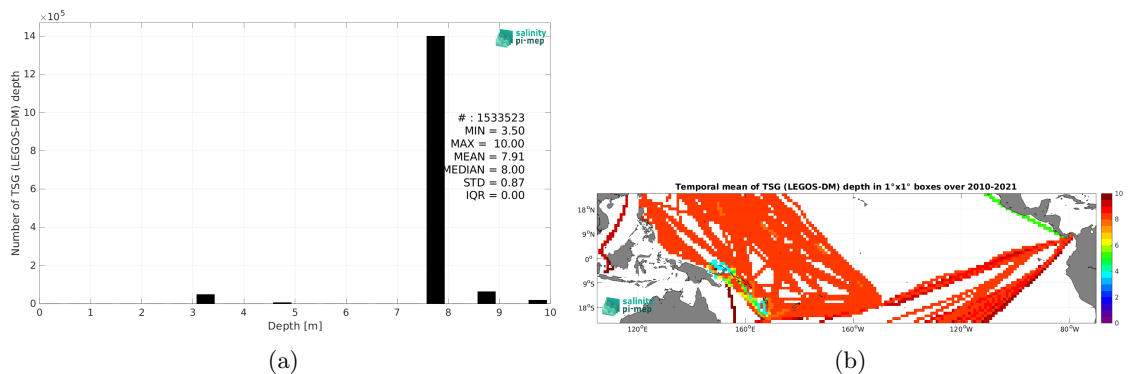 ×10⁵
14
12
10
8
6
4
2
0
Number of TSG (LEGOS-DM) depth
0 1 2 3 4 5 6 7 8 9 10
Depth [m]
salinity
pi-mep
# : 1533523
MIN = 3.50
MAX = 10.00
MEAN = 7.91
MEDIAN = 8.00
STD = 0.87
IQR = 0.00
(a)
Temporal mean of TSG (LEGOS-DM) depth in 1°x1° boxes over 2010-2021
18°N
9°N
0°
9°S
18°S
120°E 160°E 160°W 120°W 80°W
salinity
pi-mep
10
8
6
4
2
0
(b)